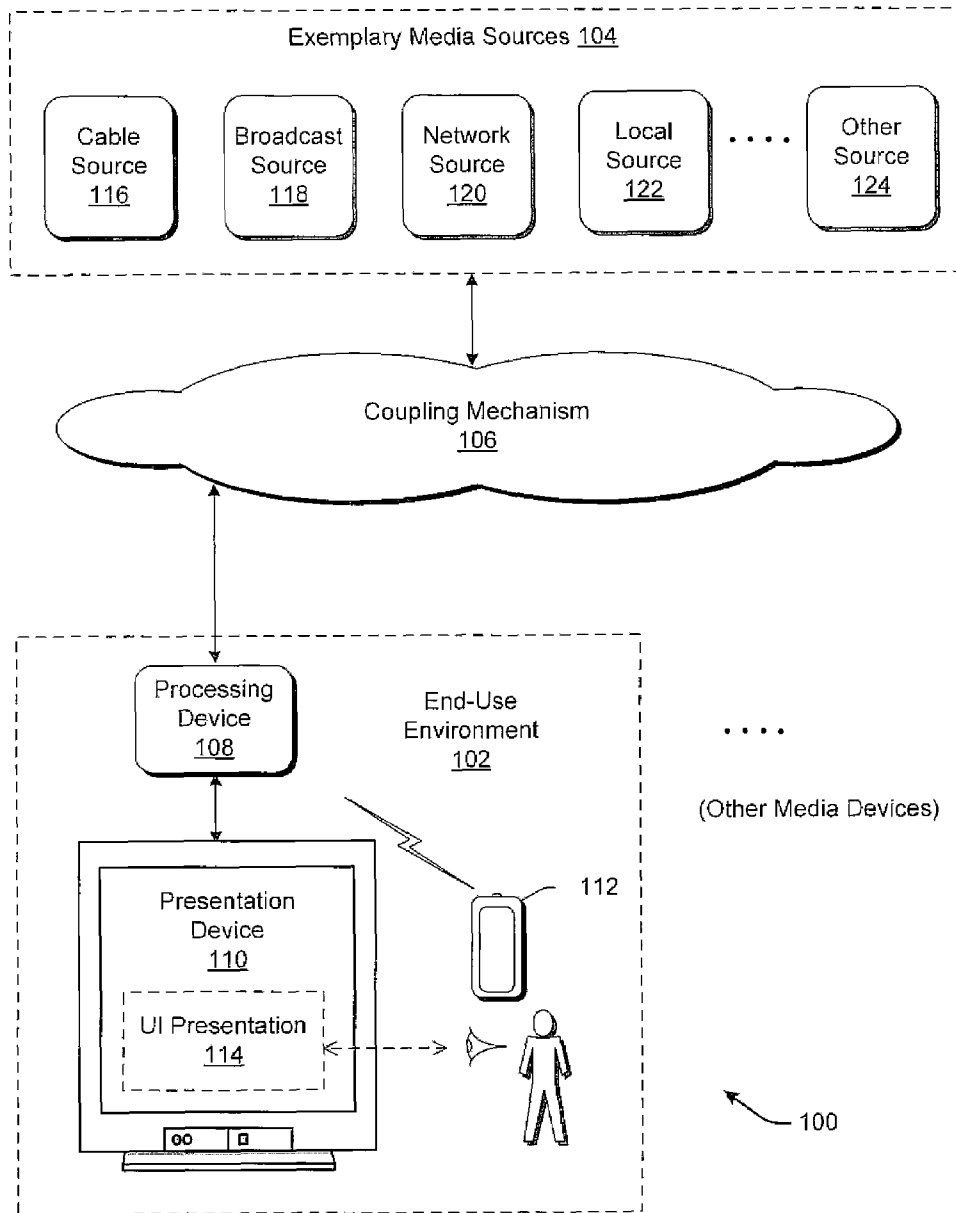 Exemplary Media Sources 104
Cable
Source
116
Broadcast
Source
118
Network
Source
120
Local
Source
122
. . . .
Other
Source
124
Coupling Mechanism
106
Processing
Device
108
End-Use
Environment
102
. . . .
(Other Media Devices)
112
Presentation
Device
110
UI Presentation
114
100